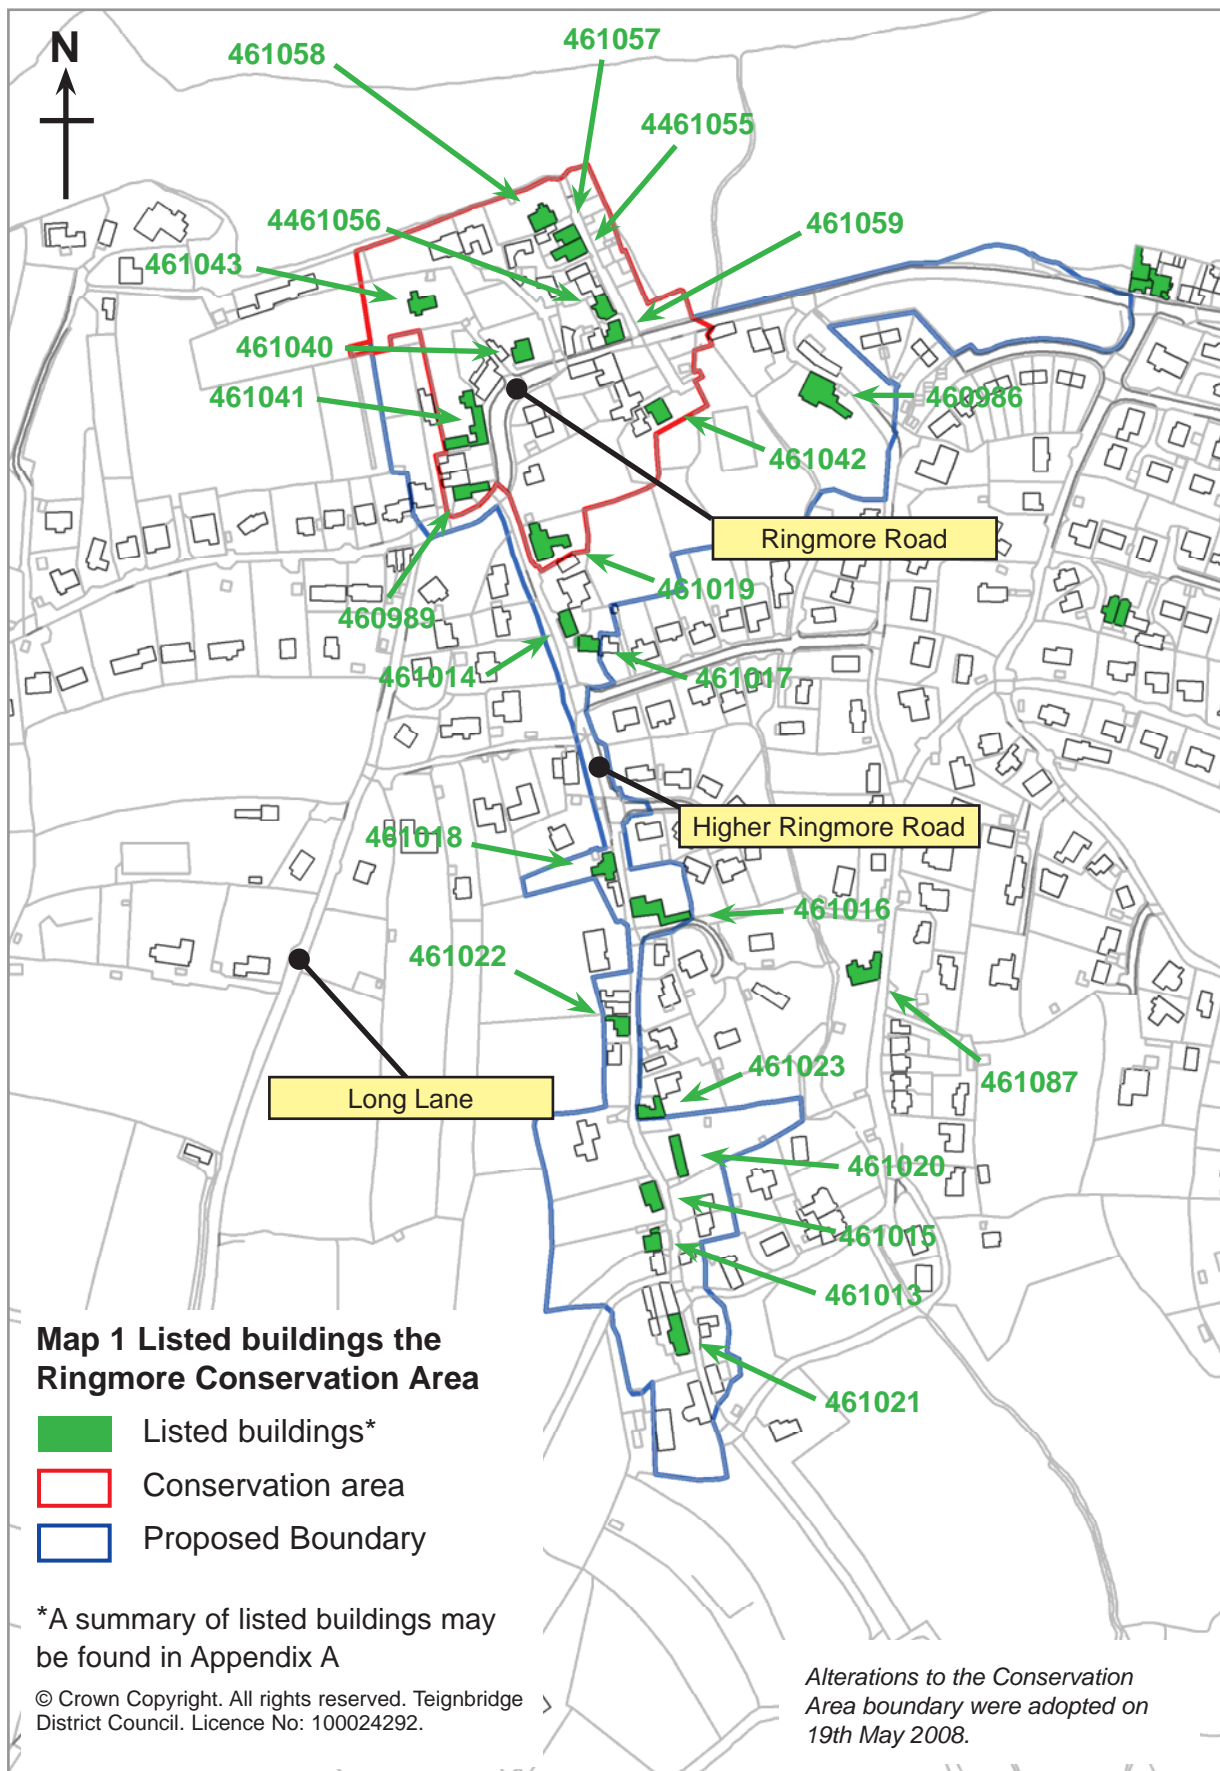 N
461057
461058
4461055
4461056
461059
461043
461040
461041
460986
461042
Ringmore Road
461019
460989
461014
461017
Higher Ringmore Road
461018
461016
461022
461023
461087
Long Lane
461020
461015
461013
461021
Map 1 Listed buildings the
Ringmore Conservation Area
Listed buildings*
Conservation area
Proposed Boundary
*A summary of listed buildings may
be found in Appendix A
© Crown Copyright. All rights reserved. Teignbridge
District Council. Licence No: 100024292.
Alterations to the Conservation
Area boundary were adopted on
19th May 2008.